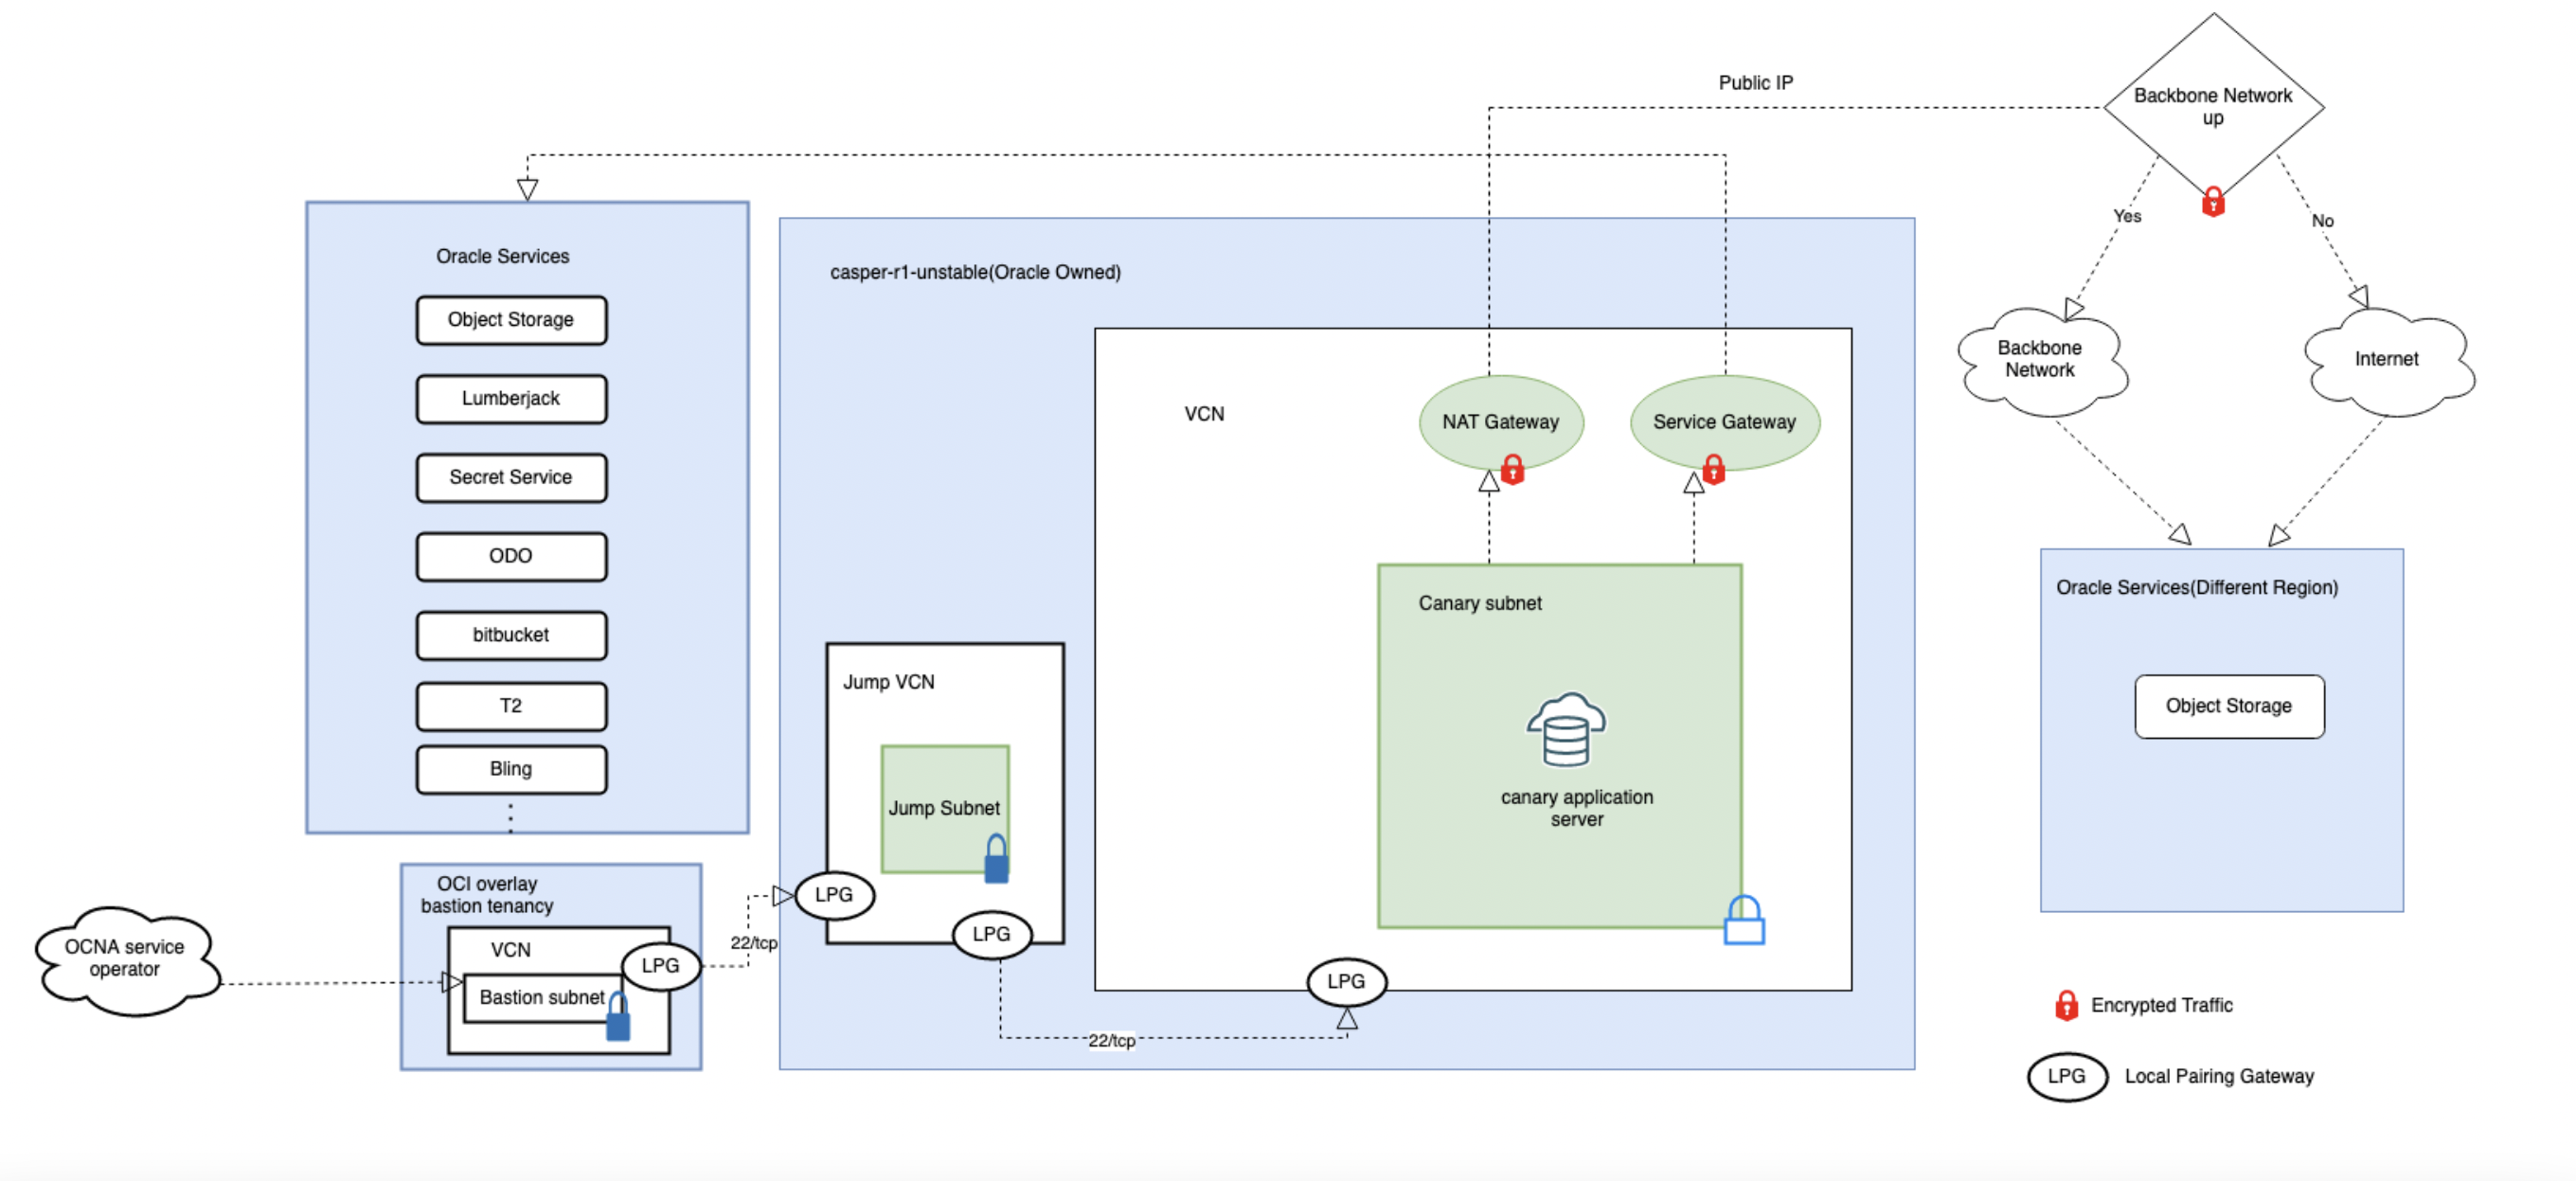 Public IP
Backbone Network
up
Yes
No
Oracle Services
Object Storage
Lumberjack
Secret Service
ODO
bitbucket
T2
Bling
casper-r1-unstable(Oracle Owned)
VCN
NAT Gateway
Service Gateway
Canary subnet
canary application
server
Jump VCN
Jump Subnet
LPG
LPG
LPG
22/tcp
22/tcp
OCI overlay
bastion tenancy
VCN
Bastion subnet
LPG
OCNA service
operator
Backbone
Network
Internet
Oracle Services(Different Region)
Object Storage
Encrypted Traffic
LPG
Local Pairing Gateway